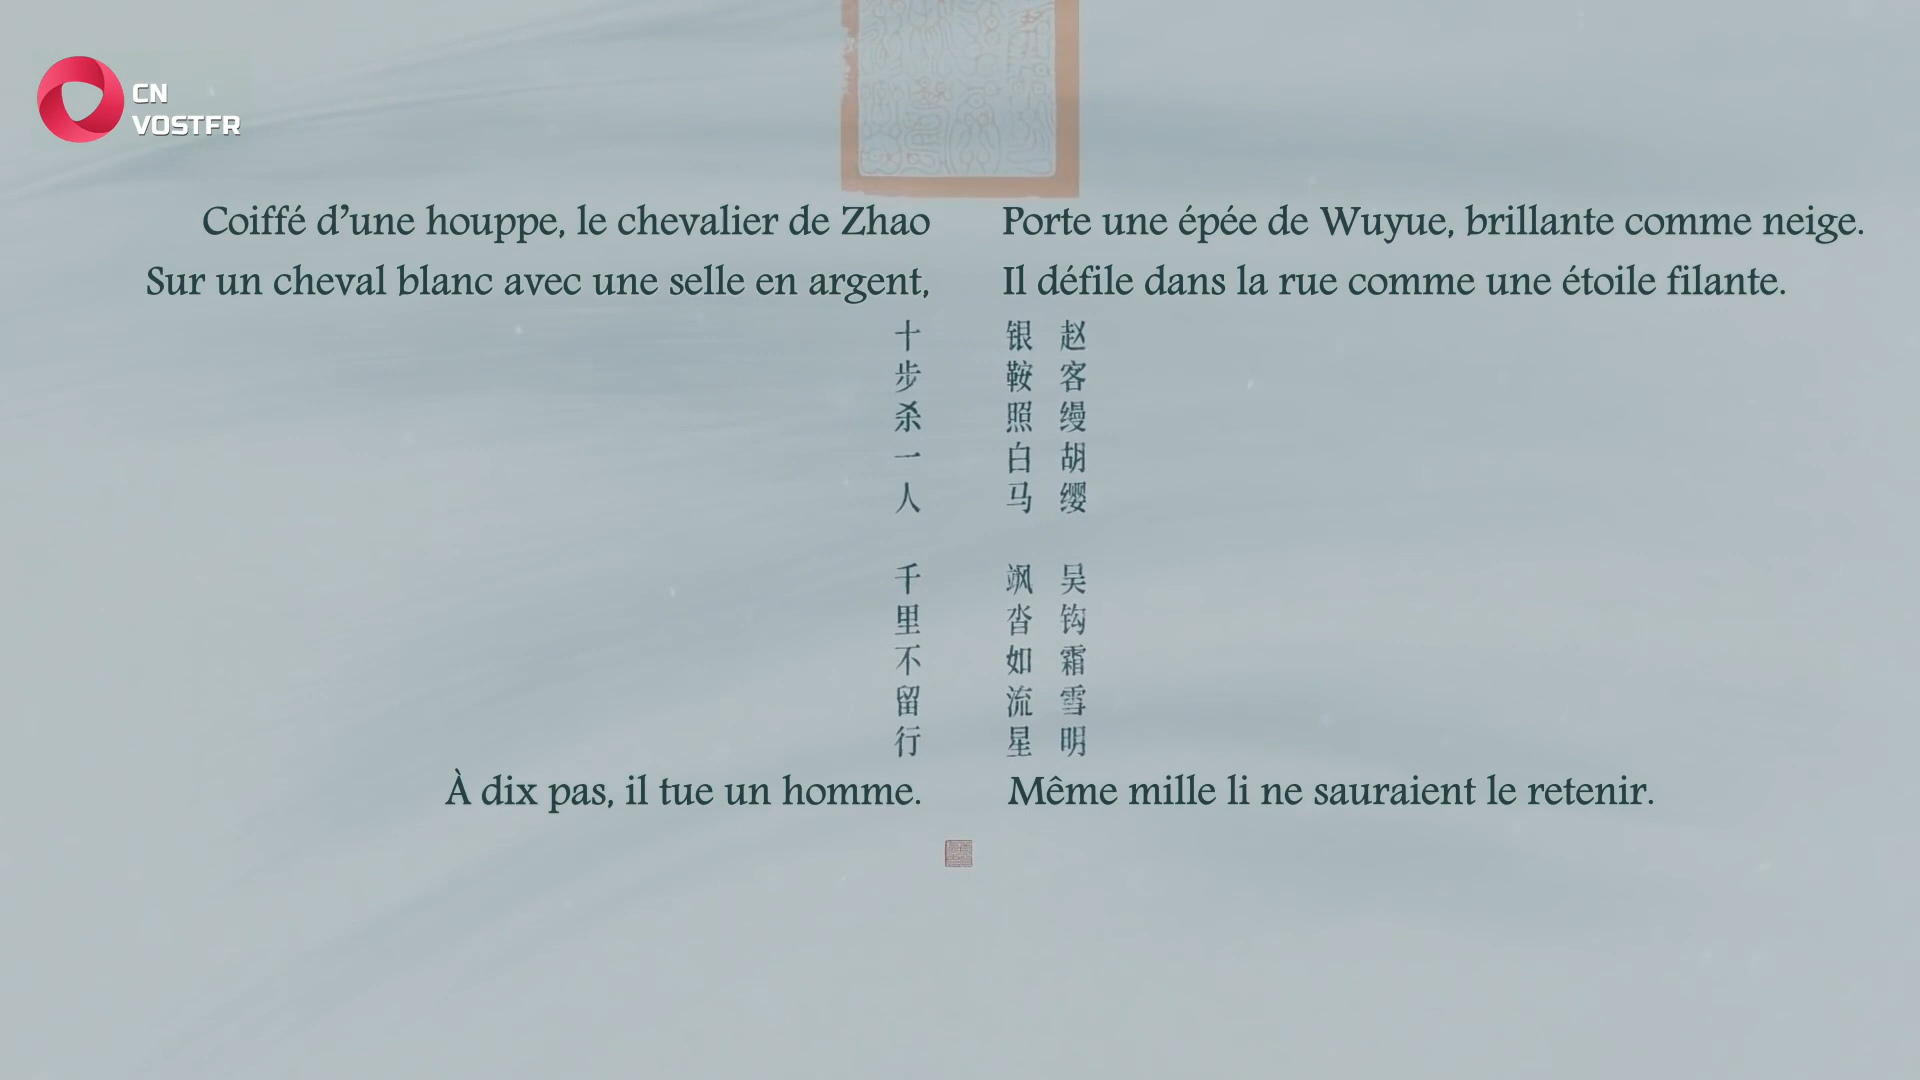 CN
VOSTFR
Coiffé d’une houppe, le chevalier de Zhao
Porte une épée de Wuyue, brillante comme neige.
Sur un cheval blanc avec une selle en argent,
Il défile dans la rue comme une étoile filante.
赵客缦胡缨
吴钩霜雪明
银鞍照白马
飒沓如流星
十步杀一人
千里不留行
À dix pas, il tue un homme.
Même mille li ne sauraient le retenir.